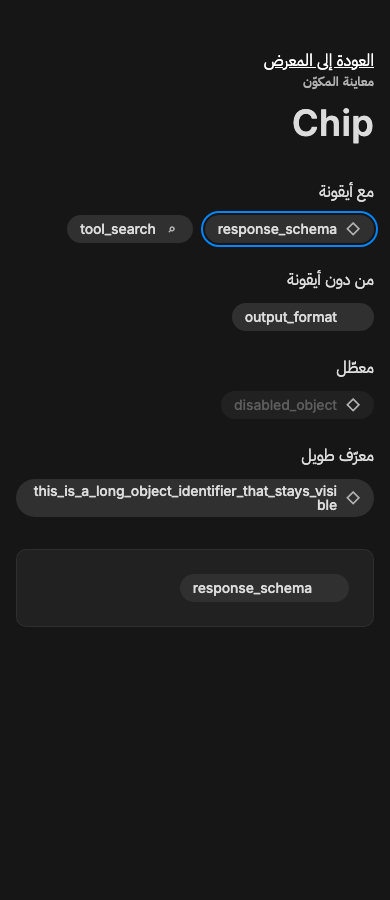 العودة إلى المعرض
معاينة المكوّن
Chip
مع أيقونة
response_schema
tool_search
من دون أيقونة
output_format
معطّل
disabled_object
معرّف طويل
this_is_a_long_object_identifier_that_stays_visi
ble
response_schema